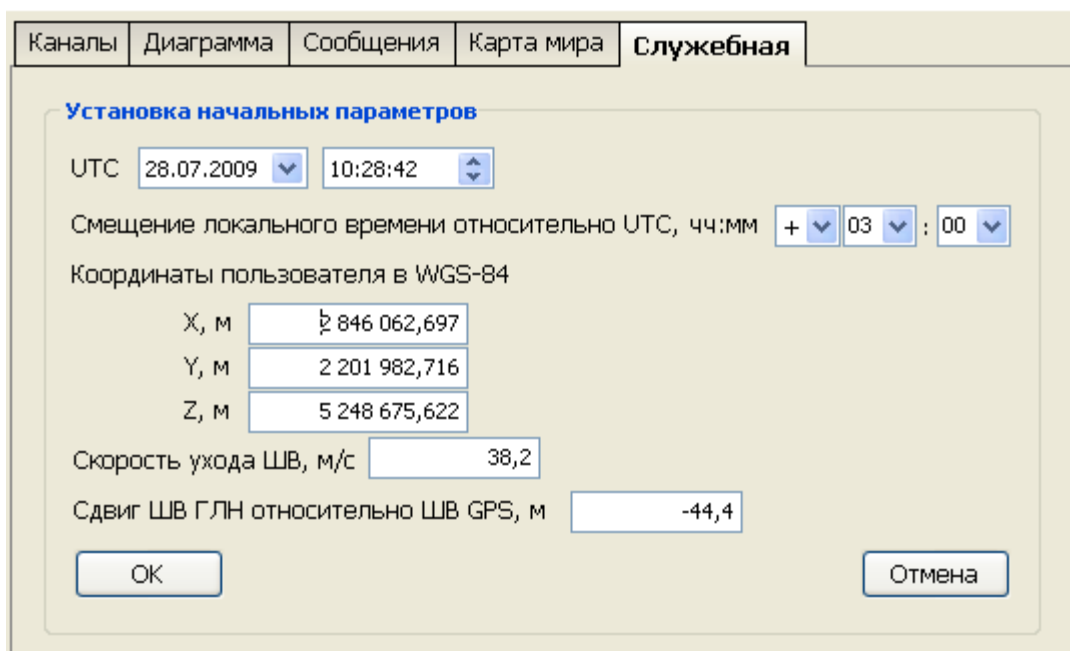 Каналы Диаграмма Сообщения Карта мира Служебная
Установка начальных параметров
UTC 28.07.2009 10:28:42
Смещение локального времени относительно UTC, чч:мм + 03 : 00
Координаты пользователя в WGS-84
X, м 2 846 062,697
Y, м 2 201 982,716
Z, м 5 248 675,622
Скорость ухода ШВ, м/с 38,2
Сдвиг ШВ ГЛН относительно ШВ GPS, м -44,4
OK Отмена